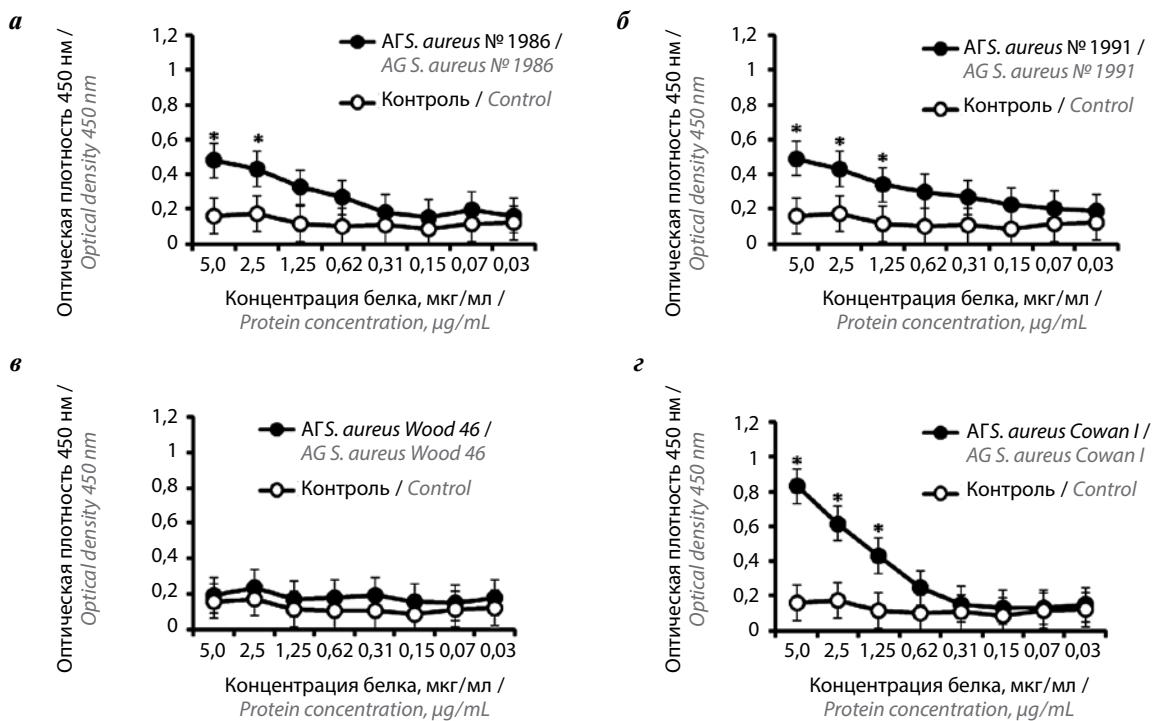 а
Оптическая плотность 450 нм /
Optical density 450 nm
1,2
1
0,8
0,6
0,4
0,2
0
* *
АГ S. aureus № 1986 /
AG S. aureus № 1986
Контроль / Control
5,0 2,5 1,25 0,62 0,31 0,15 0,07 0,03
Концентрация белка, мкг/мл /
Protein concentration, µg/mL
б
Оптическая плотность 450 нм /
Optical density 450 nm
1,2
1
0,8
0,6
0,4
0,2
0
* * *
АГ S. aureus № 1991 /
AG S. aureus № 1991
Контроль / Control
5,0 2,5 1,25 0,62 0,31 0,15 0,07 0,03
Концентрация белка, мкг/мл /
Protein concentration, µg/mL
в
Оптическая плотность 450 нм /
Optical density 450 nm
1,2
1
0,8
0,6
0,4
0,2
0
АГ S. aureus Wood 46 /
AG S. aureus Wood 46
Контроль / Control
5,0 2,5 1,25 0,62 0,31 0,15 0,07 0,03
Концентрация белка, мкг/мл /
Protein concentration, µg/mL
г
Оптическая плотность 450 нм /
Optical density 450 nm
1,2
1
0,8
0,6
0,4
0,2
0
* * *
АГ S. aureus Cowan I /
AG S. aureus Cowan I
Контроль / Control
5,0 2,5 1,25 0,62 0,31 0,15 0,07 0,03
Концентрация белка, мкг/мл /
Protein concentration, µg/mL